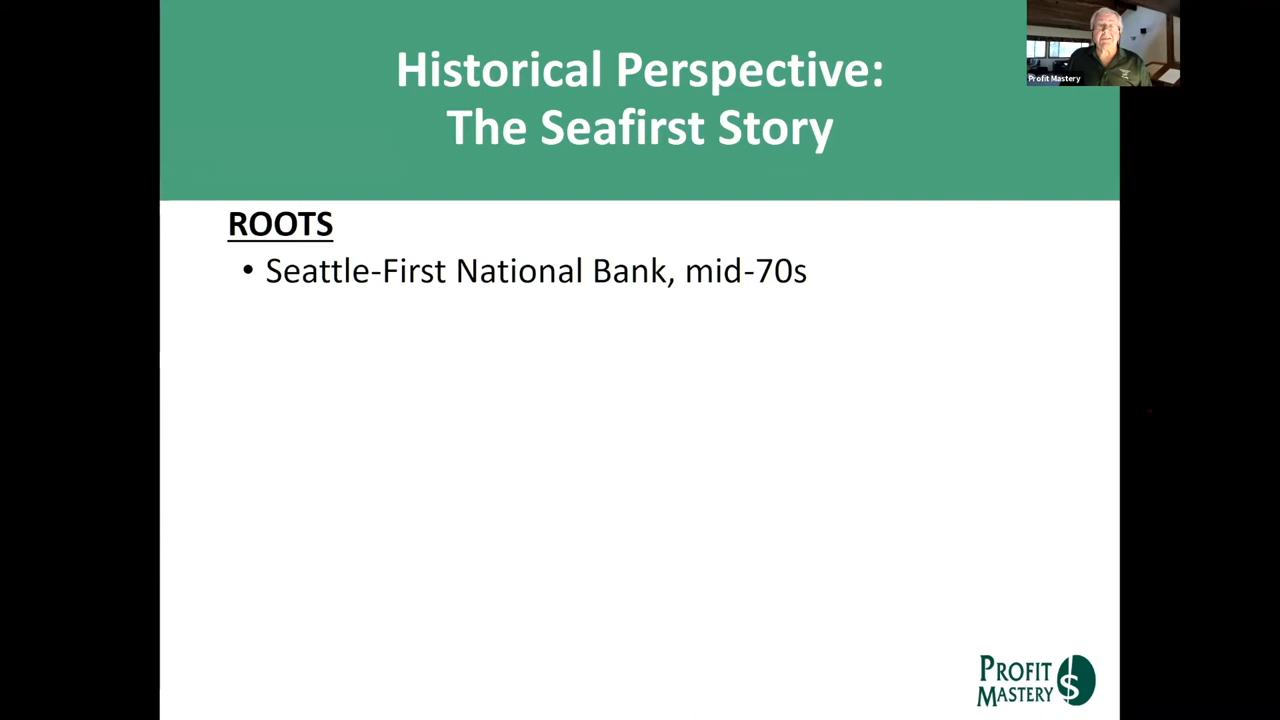 Historical Perspective:
The Seafirst Story
Profit Mastery
ROOTS
• Seattle-First National Bank, mid-70s
PROFIT
MASTERY